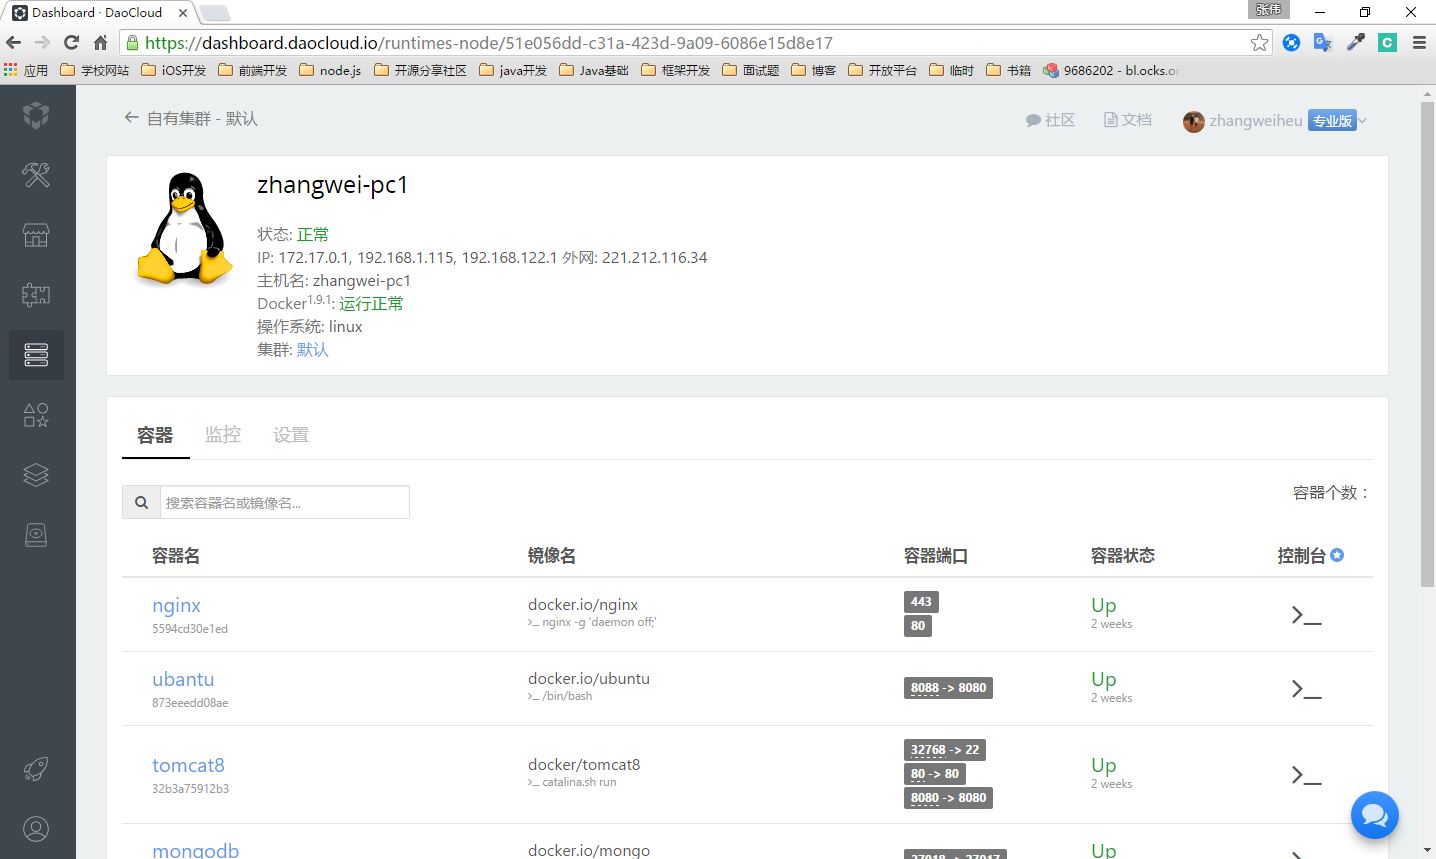 Dashboard · DaoCloud
张伟
https://dashboard.daocloud.io/runtimes-node/51e056dd-c31a-423d-9a09-6086e15d8e17
应用 学校网站 iOS开发 前端开发 node.js 开源分享社区 java开发 Java基础 框架开发 面试题 博客 开放平台 临时 书籍 9686202 - bl.ocks.or
← 自有集群 - 默认
社区 文档 zhangweiheu 专业版
zhangwei-pc1
状态: 正常
IP: 172.17.0.1, 192.168.1.115, 192.168.122.1 外网: 221.212.116.34
主机名: zhangwei-pc1
Docker1.9.1: 运行正常
操作系统: linux
集群: 默认
容器 监控 设置
搜索容器名或镜像名...
容器个数：
容器名 镜像名 容器端口 容器状态 控制台
nginx docker.io/nginx 443 Up
5594cd30e1ed >_ nginx -g 'daemon off;' 80 2 weeks >_
ubantu docker.io/ubuntu 8088 -> 8080 Up
873eeedd08ae >_ /bin/bash 2 weeks >_
32768 -> 22
tomcat8 docker/tomcat8 80 -> 80 Up
32b3a75912b3 >_ catalina.sh run 8080 -> 8080 2 weeks >_
mongodb docker.io/mongo 27018 -> 27017 Up